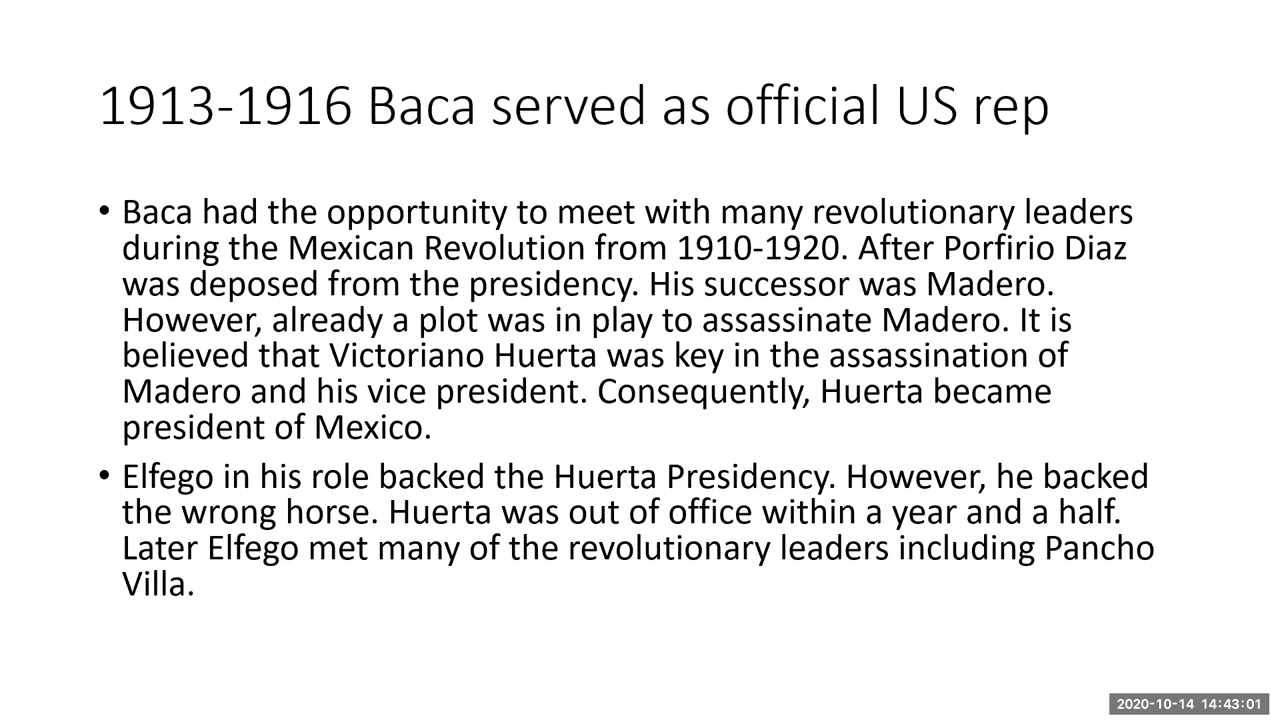 1913-1916 Baca served as official US rep
• Baca had the opportunity to meet with many revolutionary leaders
during the Mexican Revolution from 1910-1920. After Porfirio Diaz
was deposed from the presidency. His successor was Madero.
However, already a plot was in play to assassinate Madero. It is
believed that Victoriano Huerta was key in the assassination of
Madero and his vice president. Consequently, Huerta became
president of Mexico.
• Elfego in his role backed the Huerta Presidency. However, he backed
the wrong horse. Huerta was out of office within a year and a half.
Later Elfego met many of the revolutionary leaders including Pancho
Villa.
2020-10-14 14:43:01